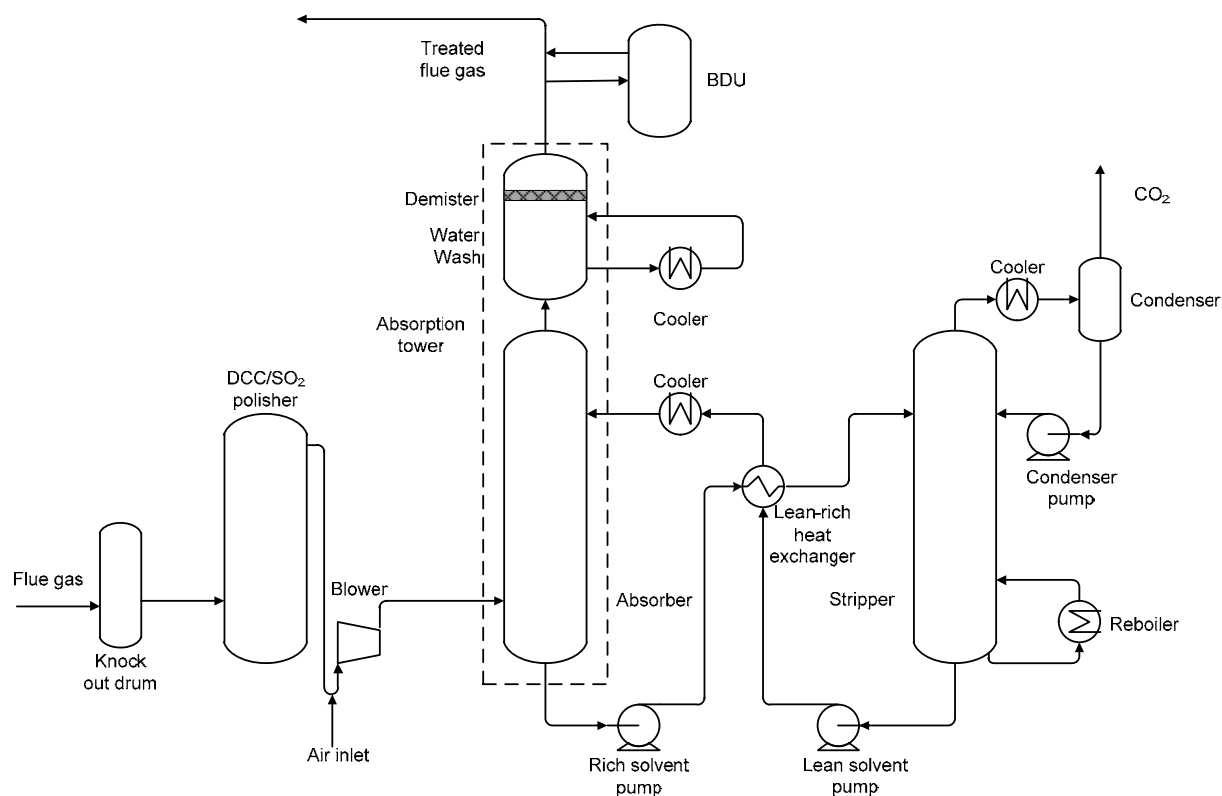 Treated
flue gas
BDU
Demister
Water
Wash
CO₂
Cooler
Condenser
Cooler
Absorption
tower
DCC/SO₂
polisher
Cooler
Condenser
pump
Lean-rich
heat
exchanger
Flue gas
Blower
Absorber
Stripper
Reboiler
Knock
out drum
Air inlet
Rich solvent
pump
Lean solvent
pump